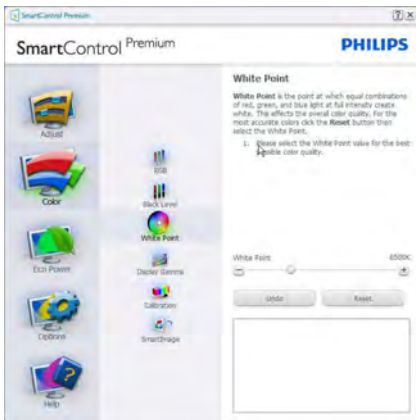 SmartControl Premium
SmartControl Premium
PHILIPS
Adjust
Color
Eco Power
Options
Help
RGB
Black Level
White Point
Display Gamma
Calibration
SmartImage
White Point
White Point is the point at which equal combinations
of red, green, and blue light at full intensity create
white. This effects the overall color quality. For the
most accurate colors click the Reset button then
select the White Point.
1. Please select the White Point value for the best
possible color quality.
White Point 6500K
Undo Reset